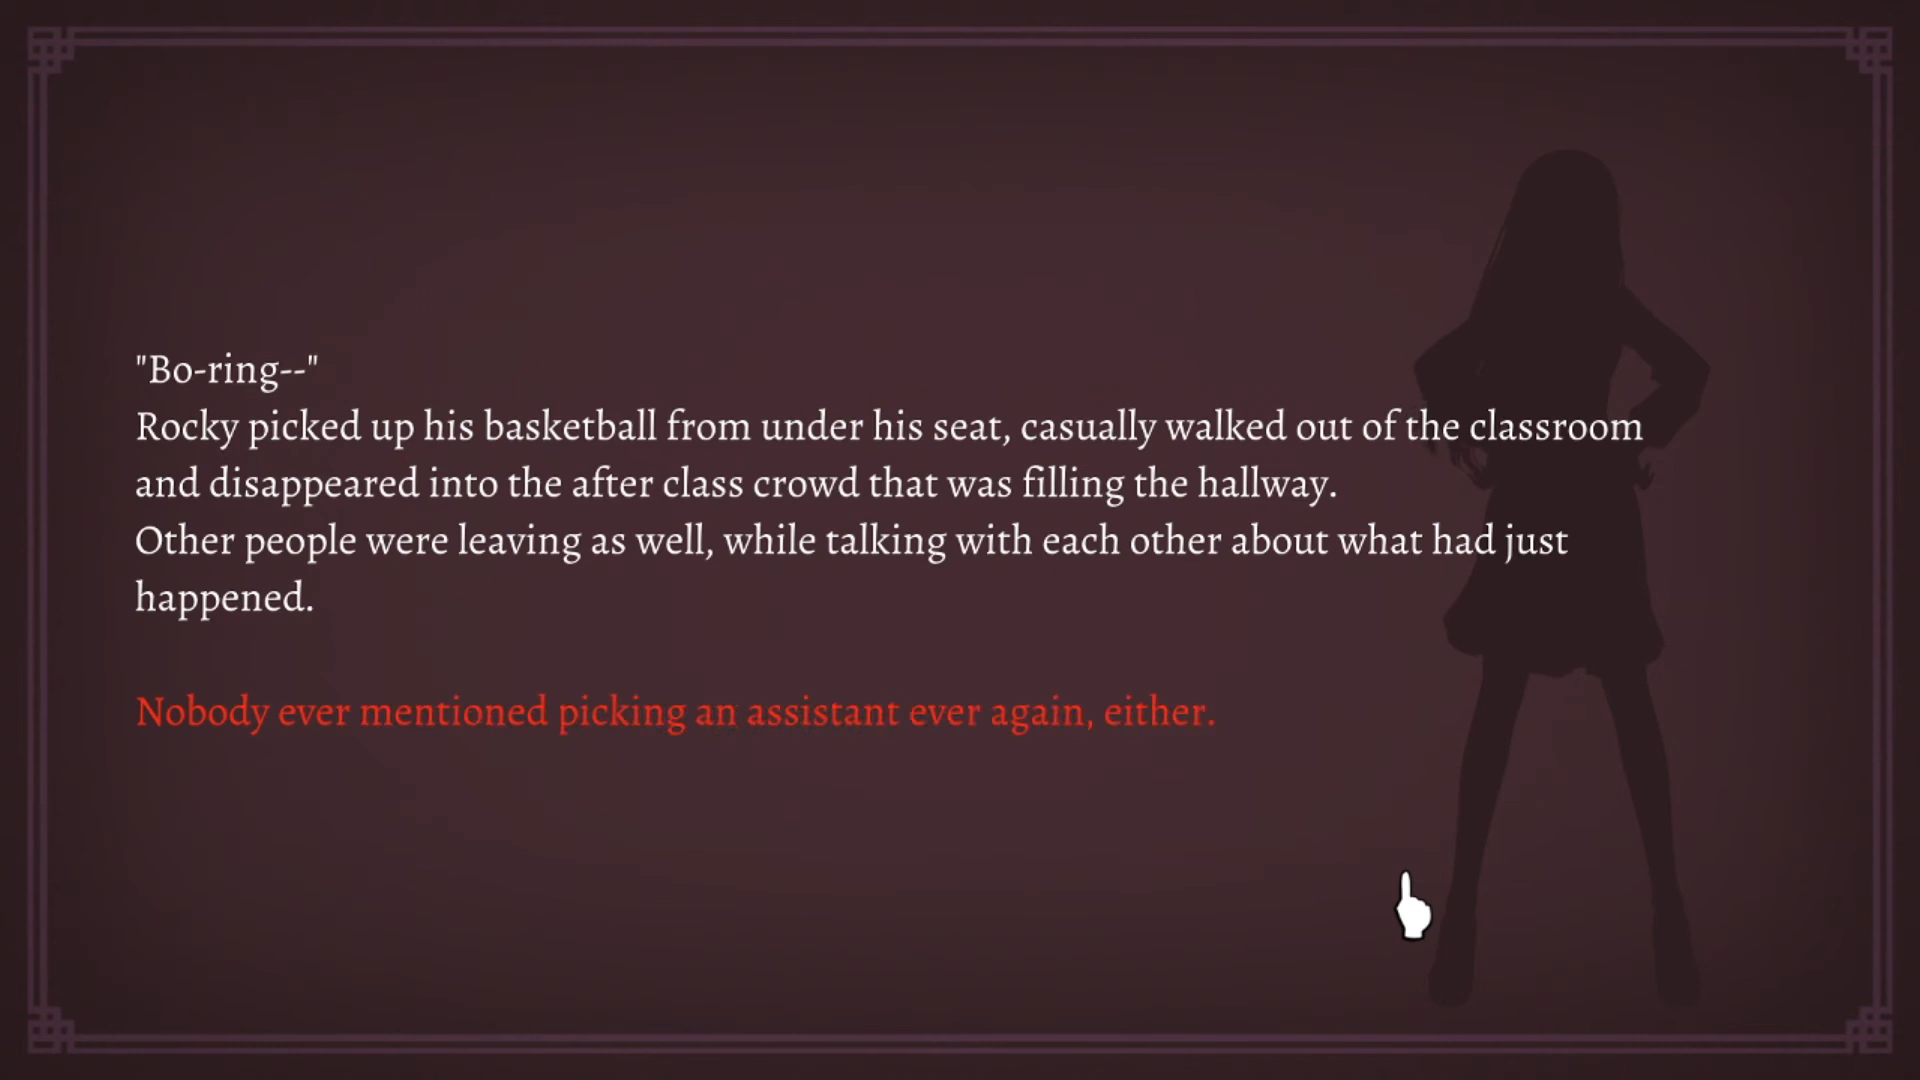 "Bo-ring--"
Rocky picked up his basketball from under his seat, casually walked out of the classroom
and disappeared into the after class crowd that was filling the hallway.
Other people were leaving as well, while talking with each other about what had just
happened.
Nobody ever mentioned picking an assistant ever again, either.